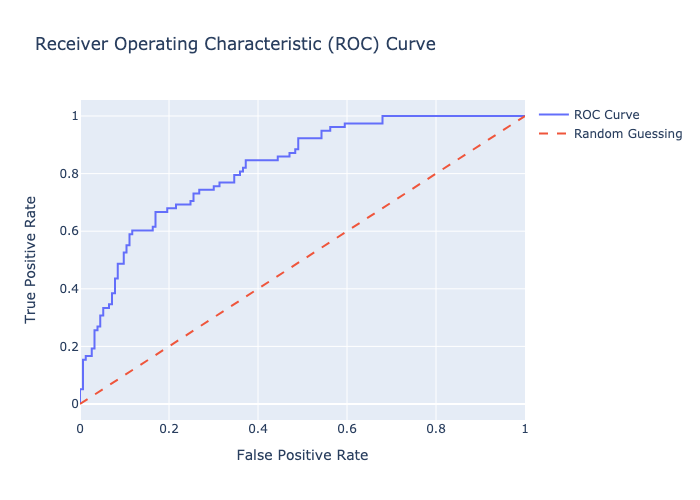 Receiver Operating Characteristic (ROC) Curve
ROC Curve
Random Guessing
True Positive Rate
1
0.8
0.6
0.4
0.2
0
0
0.2
0.4
0.6
0.8
1
False Positive Rate